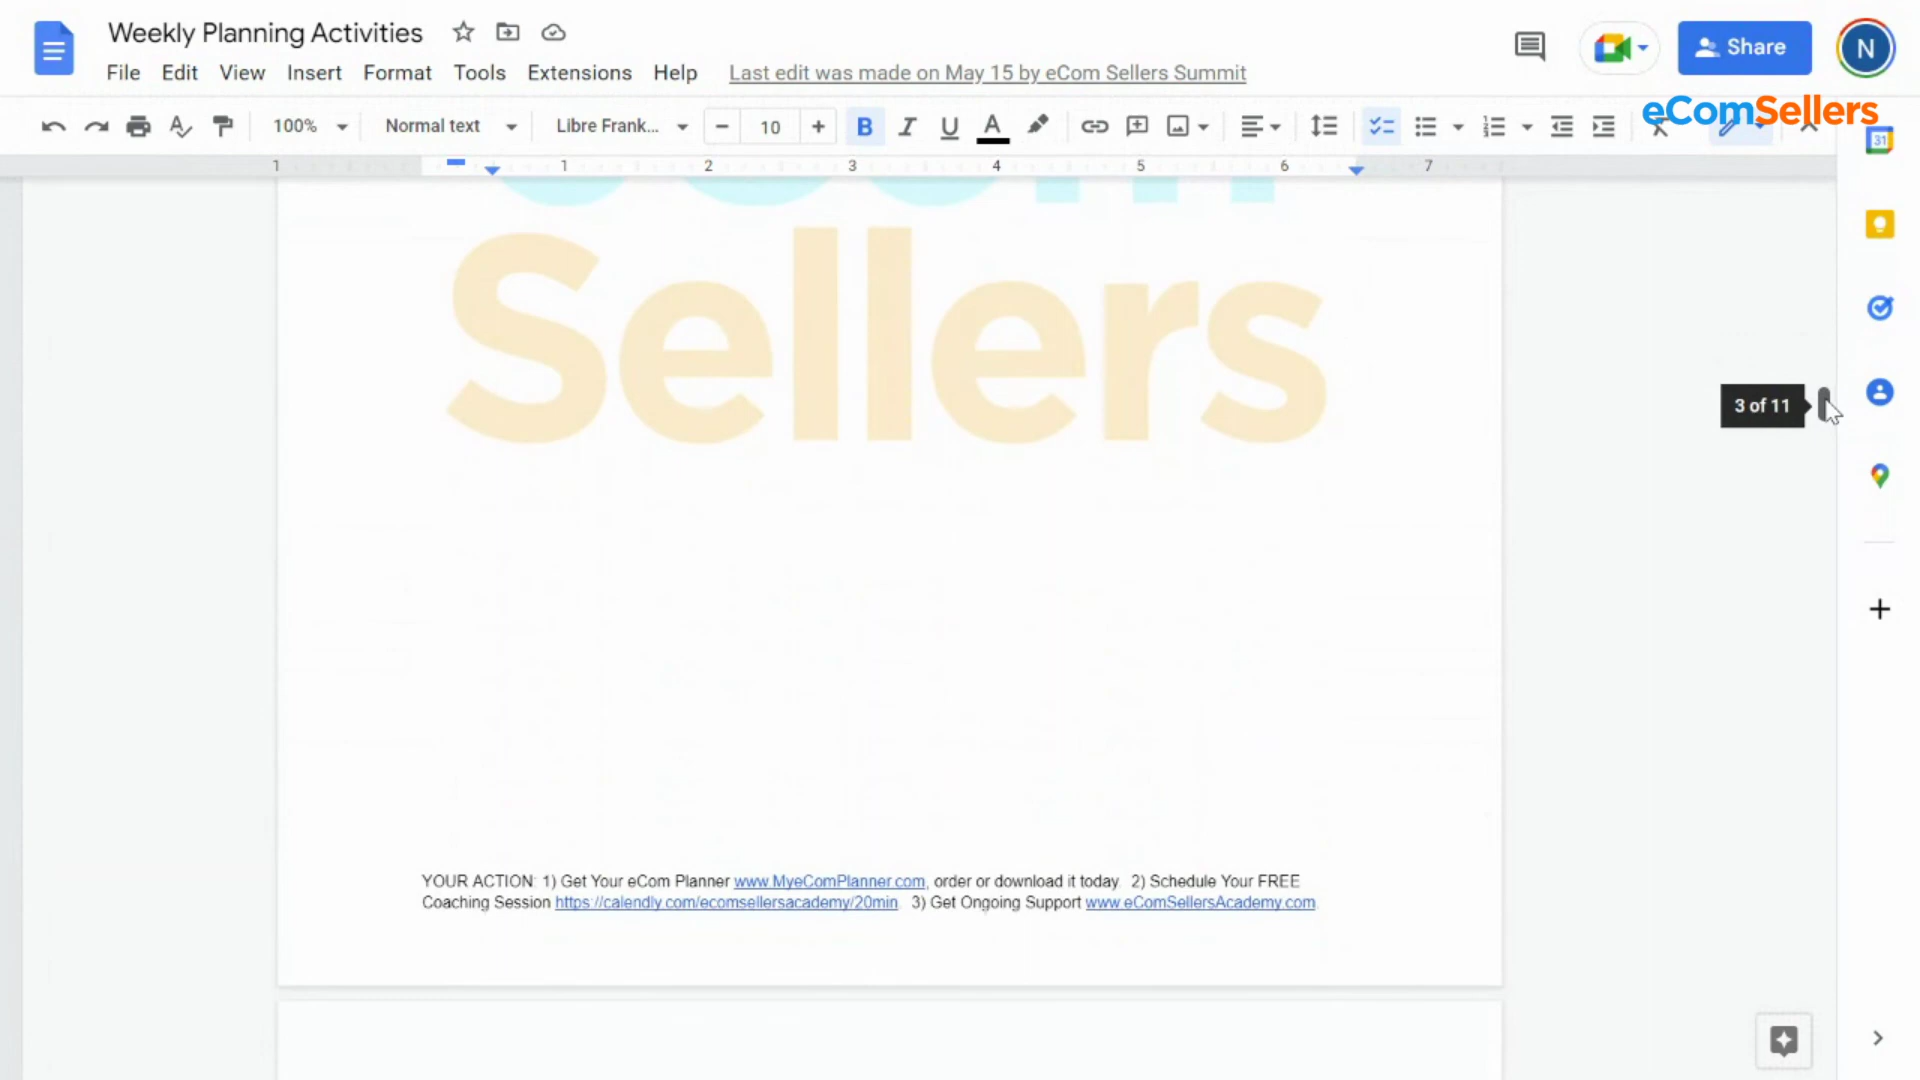 Weekly Planning Activities
File Edit View Insert Format Tools Extensions Help Last edit was made on May 15 by eCom Sellers Summit
Share
N
eComSellers
100% Normal text Libre Frank... 10 B I U A
31
1 1 2 3 4 5 6 7
Sellers
3 of 11
YOUR ACTION: 1) Get Your eCom Planner www.MyeComPlanner.com, order or download it today. 2) Schedule Your FREE
Coaching Session https://calendly.com/ecomsellersacademy/20min. 3) Get Ongoing Support www.eComSellersAcademy.com.